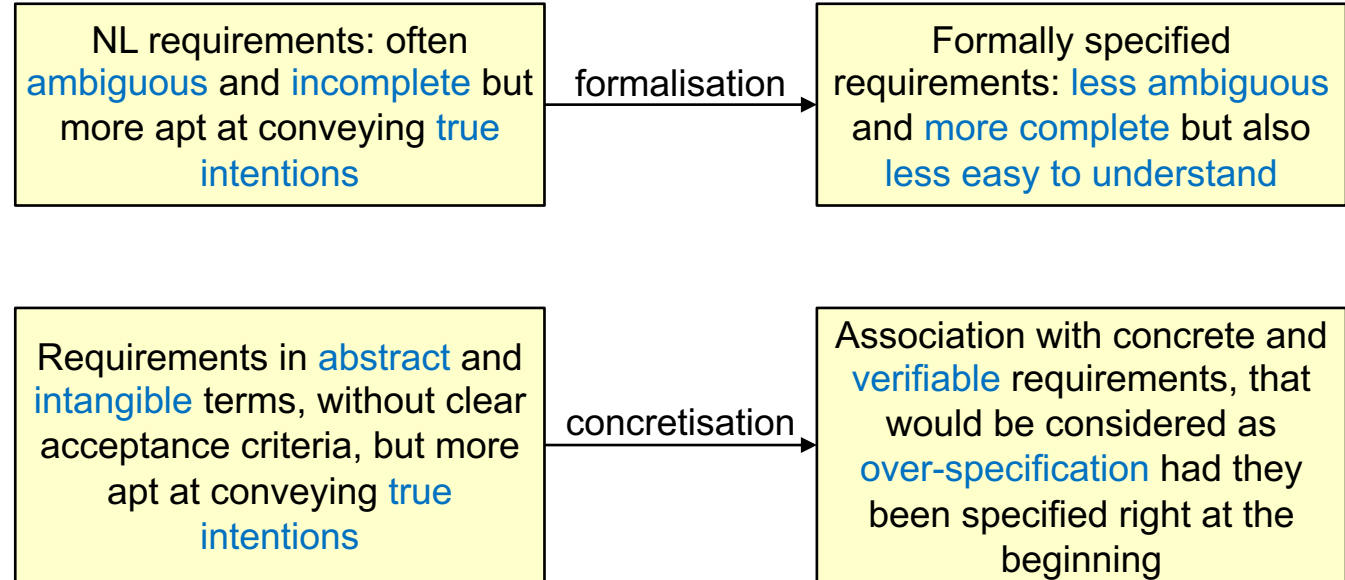 NL requirements: often
ambiguous and incomplete but
more apt at conveying true
intentions
formalisation
Formally specified
requirements: less ambiguous
and more complete but also
less easy to understand
Requirements in abstract and
intangible terms, without clear
acceptance criteria, but more
apt at conveying true
intentions
concretisation
Association with concrete and
verifiable requirements, that
would be considered as
over-specification had they
been specified right at the
beginning